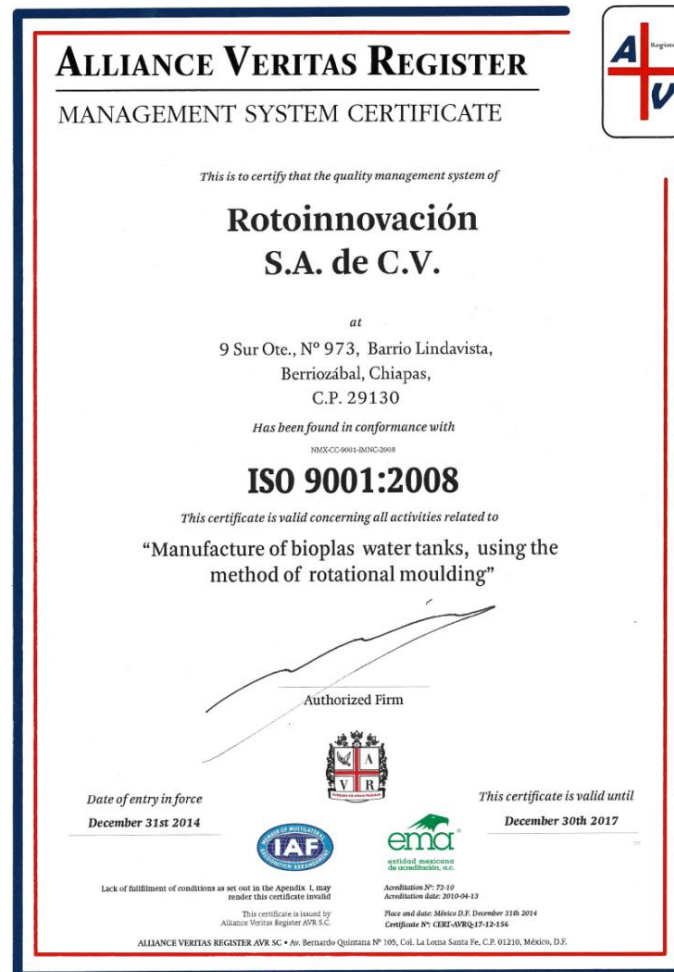 ALLIANCE VERITAS REGISTER
MANAGEMENT SYSTEM CERTIFICATE
A
V
This is to certify that the quality management system of
Rotoinnovación
S.A. de C.V.
at
9 Sur Ote., Nº 973, Barrio Lindavista,
Berriozábal, Chiapas,
C.P. 29130
Has been found in conformance with
NMX-CC-9001-IMNC-2008
ISO 9001:2008
This certificate is valid concerning all activities related to
“Manufacture of bioplas water tanks, using the
method of rotational moulding”
Authorized Firm
A
V R
Date of entry in force
December 31st 2014
This certificate is valid until
December 30th 2017
MEMBER OF MULTILATERAL
IAF
RECOGNITION ARRANGEMENT
ema
entidad mexicana
de acreditación, a.c.
Lack of fullfilment of conditions as set out in the Apendix I, may
render this certificate invalid
This certificate is issued by
Alliance Veritas Register AVR S.C.
Acreditation Nº: 72-10
Acreditation date: 2010-04-13
Place and date: México D.F. December 31th 2014
Certificate Nº: CERT-AVRQ-17-12-156
ALLIANCE VERITAS REGISTER AVR SC • Av. Bernardo Quintana Nº 105, Col. La Loma Santa Fe, C.P. 01210, México, D.F.